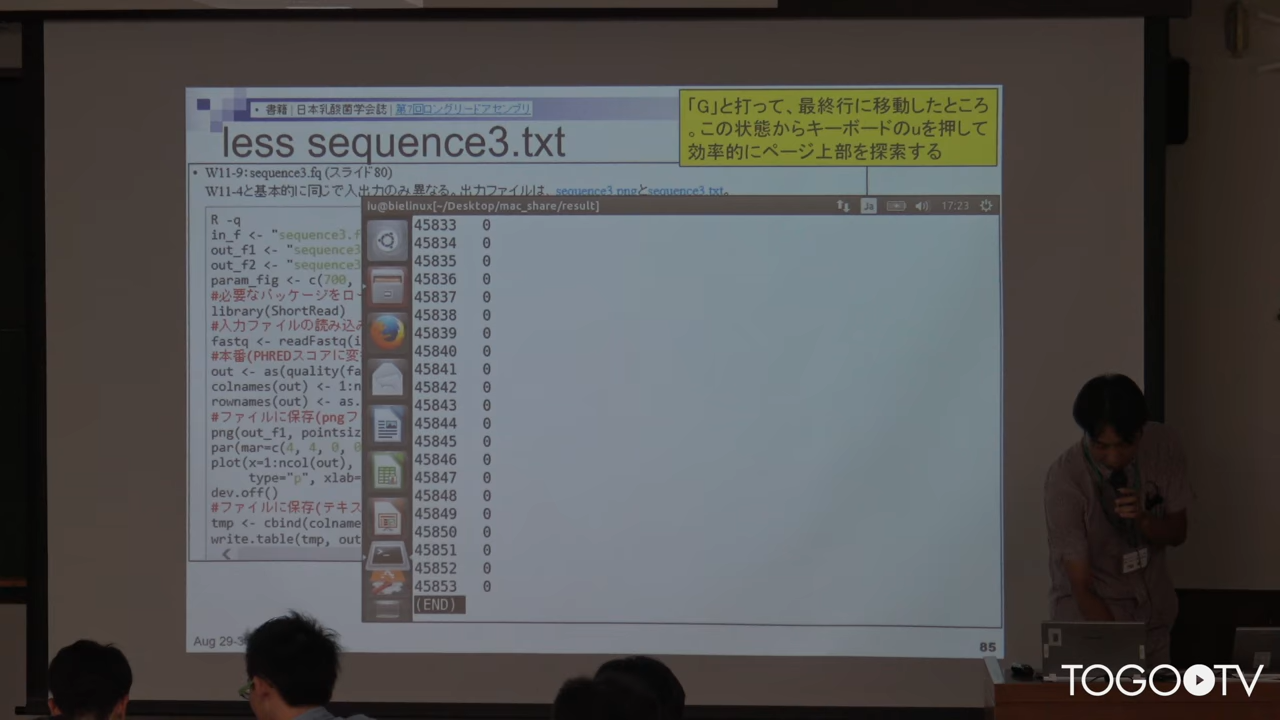 • 書籍 | 日本乳酸菌学会誌 | 第7回ロングリードアセンブリ
less sequence3.txt
「G」と打って、最終行に移動したところ
。この状態からキーボードのuを押して
効率的にページ上部を探索する
• W11-9：sequence3.fq (スライド80)
W11-4と基本的に同じで入出力のみ異なる。出力ファイルは、sequence3.pngとsequence3.txt。
R -q
in_f <- "sequence3.f
out_f1 <- "sequence3
out_f2 <- "sequence3
param_fig <- c(700,
#必要なパッケージをロー
library(ShortRead)
#入力ファイルの読み込み
fastq <- readFastq(i
#本番(PHREDスコアに変
out <- as(quality(fa
colnames(out) <- 1:n
rownames(out) <- as.
#ファイルに保存(pngフ
png(out_f1, pointsiz
par(mar=c(4, 4, 0, 0
plot(x=1:ncol(out),
type="p", xlab=
dev.off()
#ファイルに保存(テキス
tmp <- cbind(colname
write.table(tmp, out
iu@bielinux[~/Desktop/mac_share/result]
Ja
17:23
45833 0
45834 0
45835 0
45836 0
45837 0
45838 0
45839 0
45840 0
45841 0
45842 0
45843 0
45844 0
45845 0
45846 0
45847 0
45848 0
45849 0
45850 0
45851 0
45852 0
45853 0
(END)
Aug 29-3
85
TOGO TV